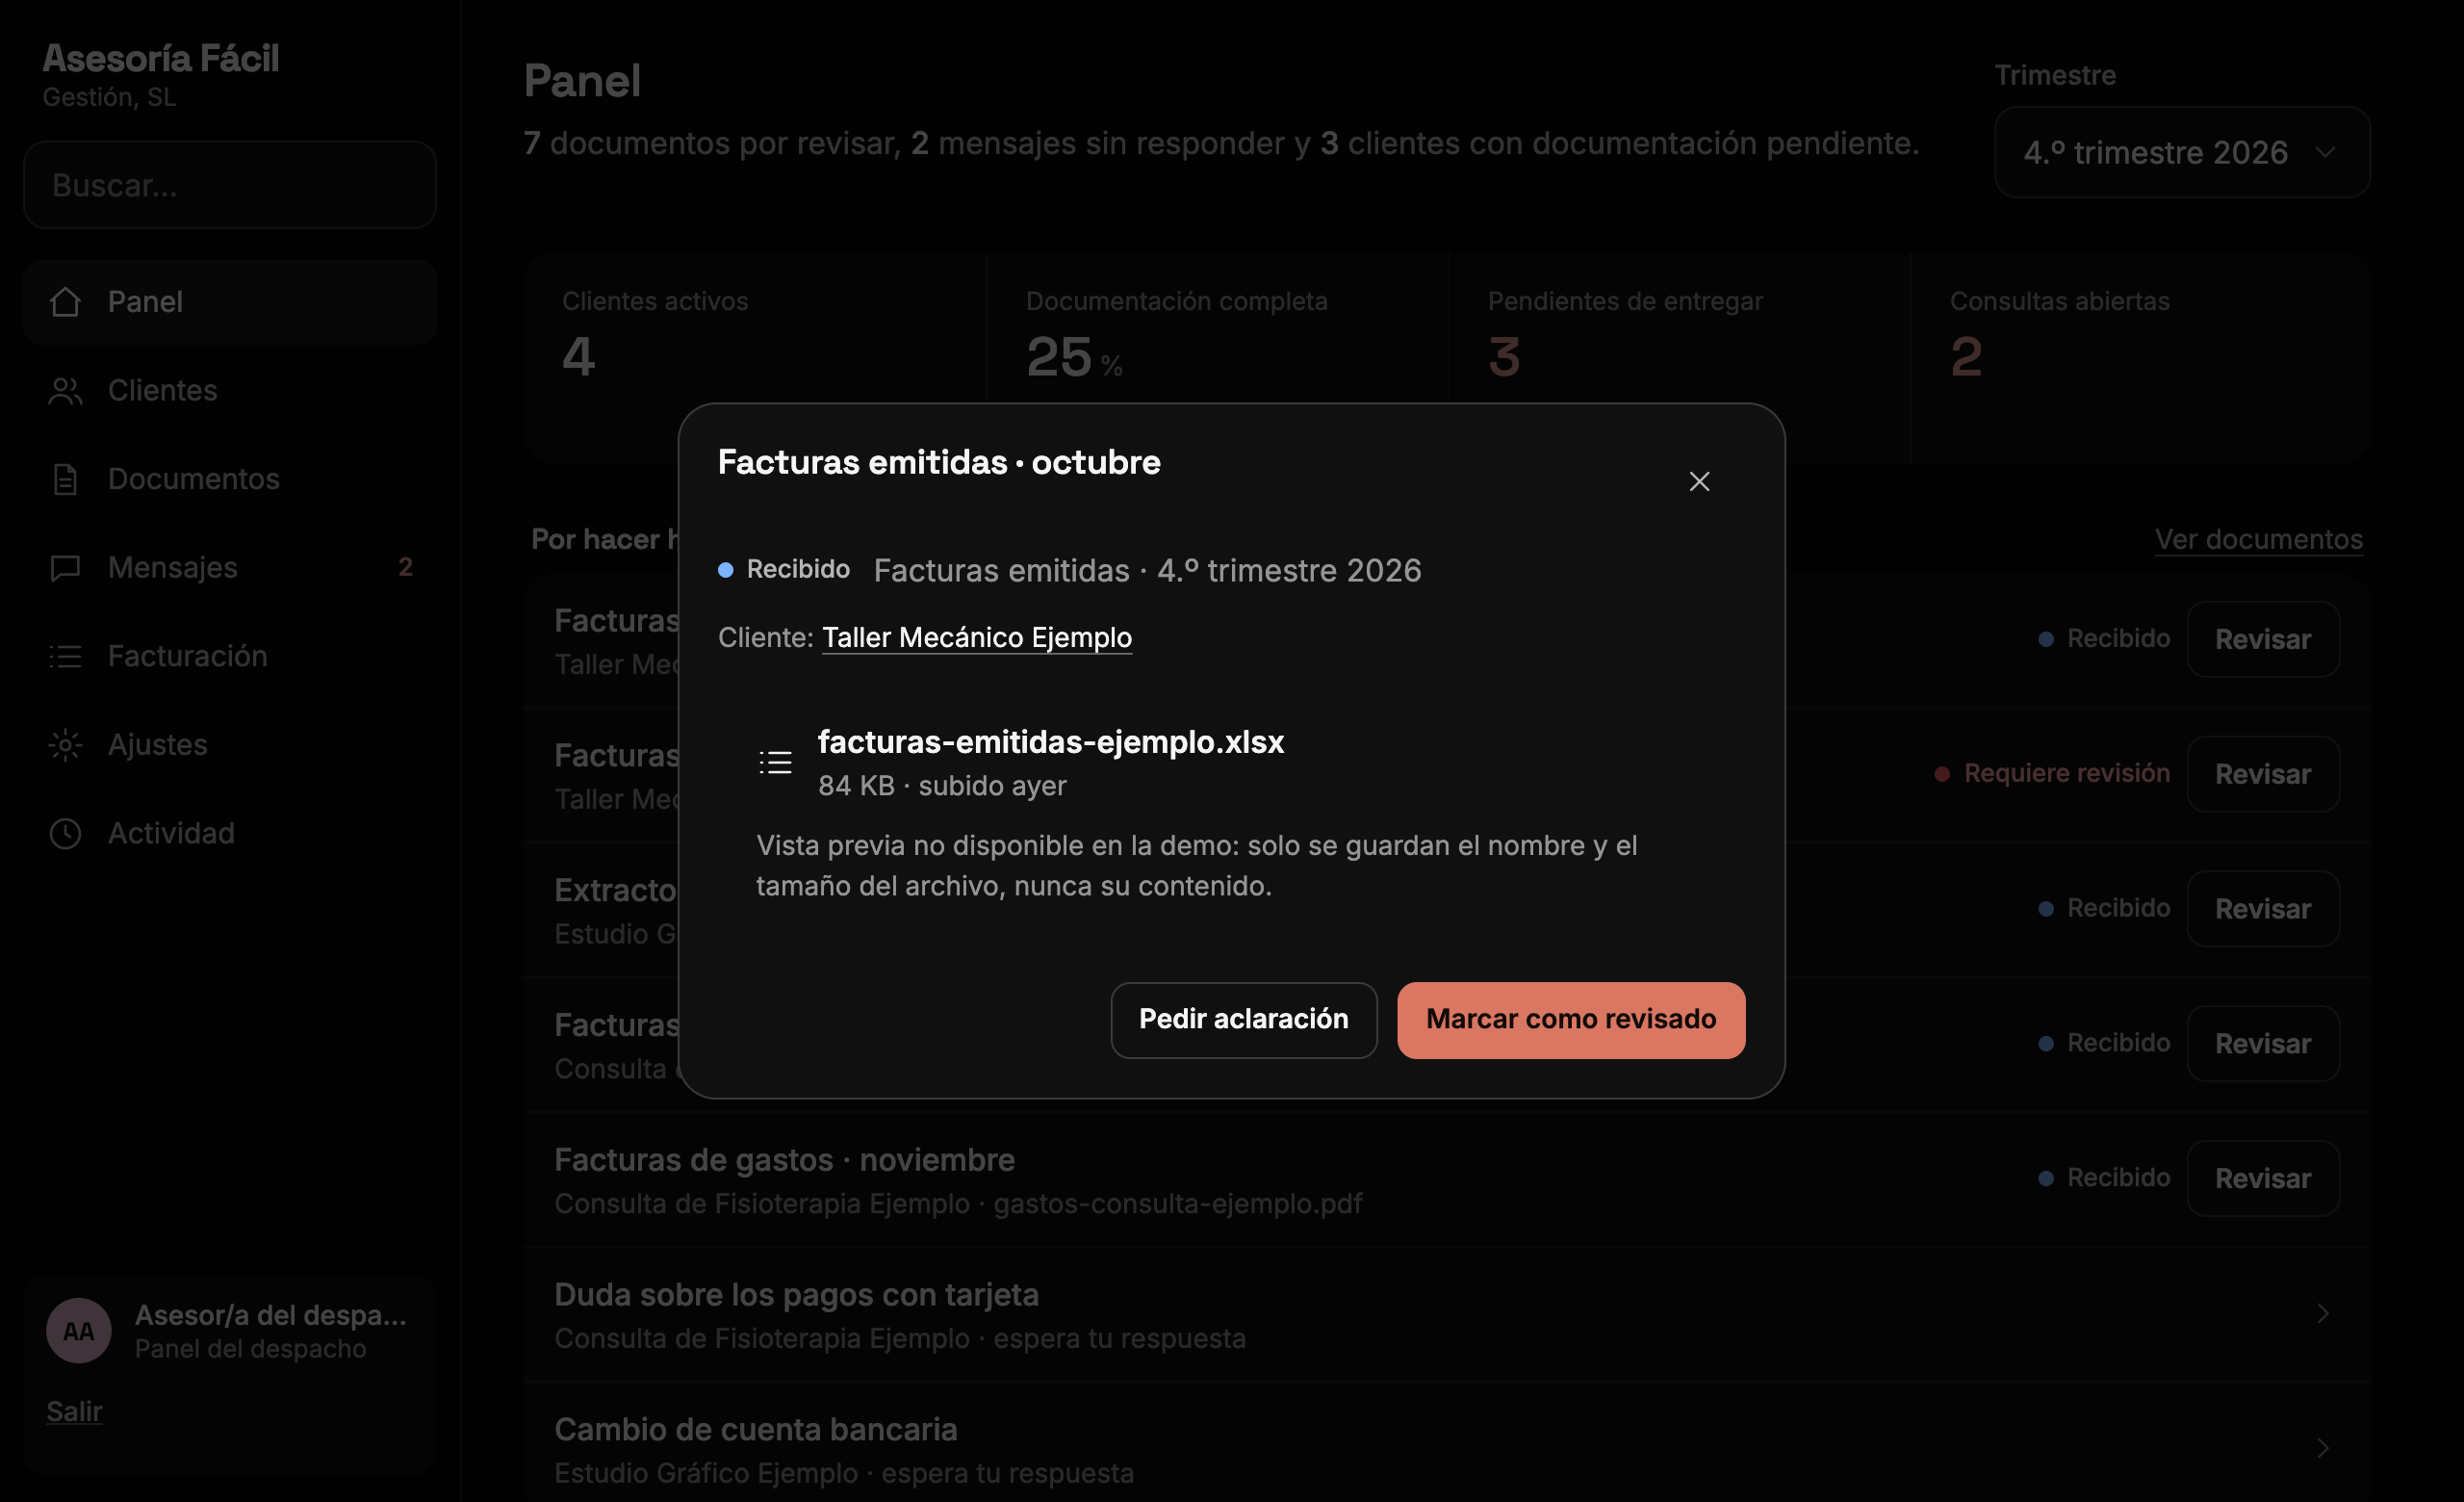 Asesoría Fácil
Gestión, SL
Buscar...
Panel
Clientes
Documentos
Mensajes 2
Facturación
Ajustes
Actividad
AA
Asesor/a del despa...
Panel del despacho
Salir
Panel
7 documentos por revisar, 2 mensajes sin responder y 3 clientes con documentación pendiente.
Trimestre
4.º trimestre 2026
Clientes activos
4
Documentación completa
25 %
Pendientes de entregar
3
Consultas abiertas
2
Por hacer
Ver documentos
Facturas
Taller
Recibido
Revisar
Facturas
Taller
Requiere revisión
Revisar
Extracto
Estudio
Recibido
Revisar
Facturas
Consulta
Recibido
Revisar
Facturas de gastos · noviembre
Consulta de Fisioterapia Ejemplo · gastos-consulta-ejemplo.pdf
Recibido
Revisar
Duda sobre los pagos con tarjeta
Consulta de Fisioterapia Ejemplo · espera tu respuesta
Cambio de cuenta bancaria
Estudio Gráfico Ejemplo · espera tu respuesta
Facturas emitidas · octubre
Recibido Facturas emitidas · 4.º trimestre 2026
Cliente: Taller Mecánico Ejemplo
facturas-emitidas-ejemplo.xlsx
84 KB · subido ayer
Vista previa no disponible en la demo: solo se guardan el nombre y el
tamaño del archivo, nunca su contenido.
Pedir aclaración
Marcar como revisado